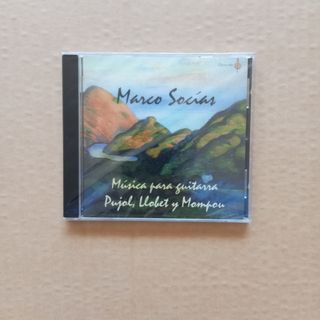 Marco Socías
Música para guitarra
Pujol, Llobet y Mompou